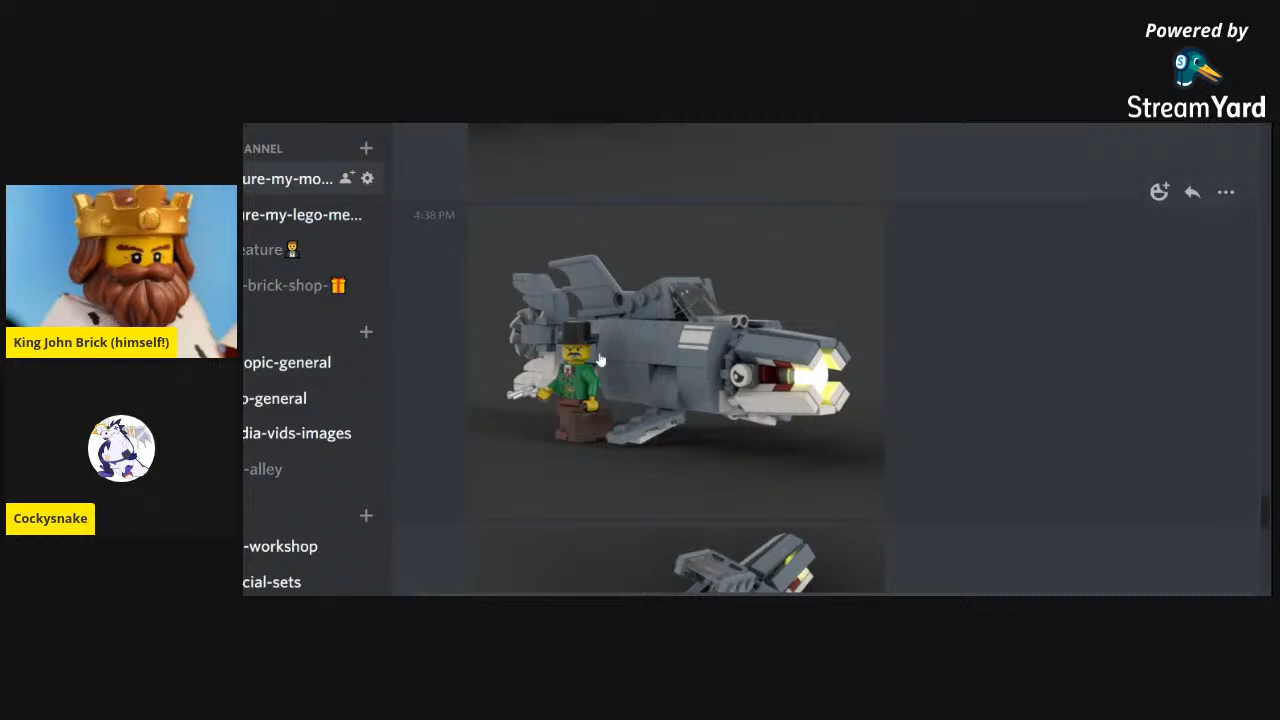 Powered by
StreamYard
ANNEL
ure-my-mo...
re-my-lego-me...
4:38 PM
eature
-brick-shop-
King John Brick (himself!)
opic-general
o-general
dia-vids-images
-alley
Cockysnake
-workshop
cial-sets